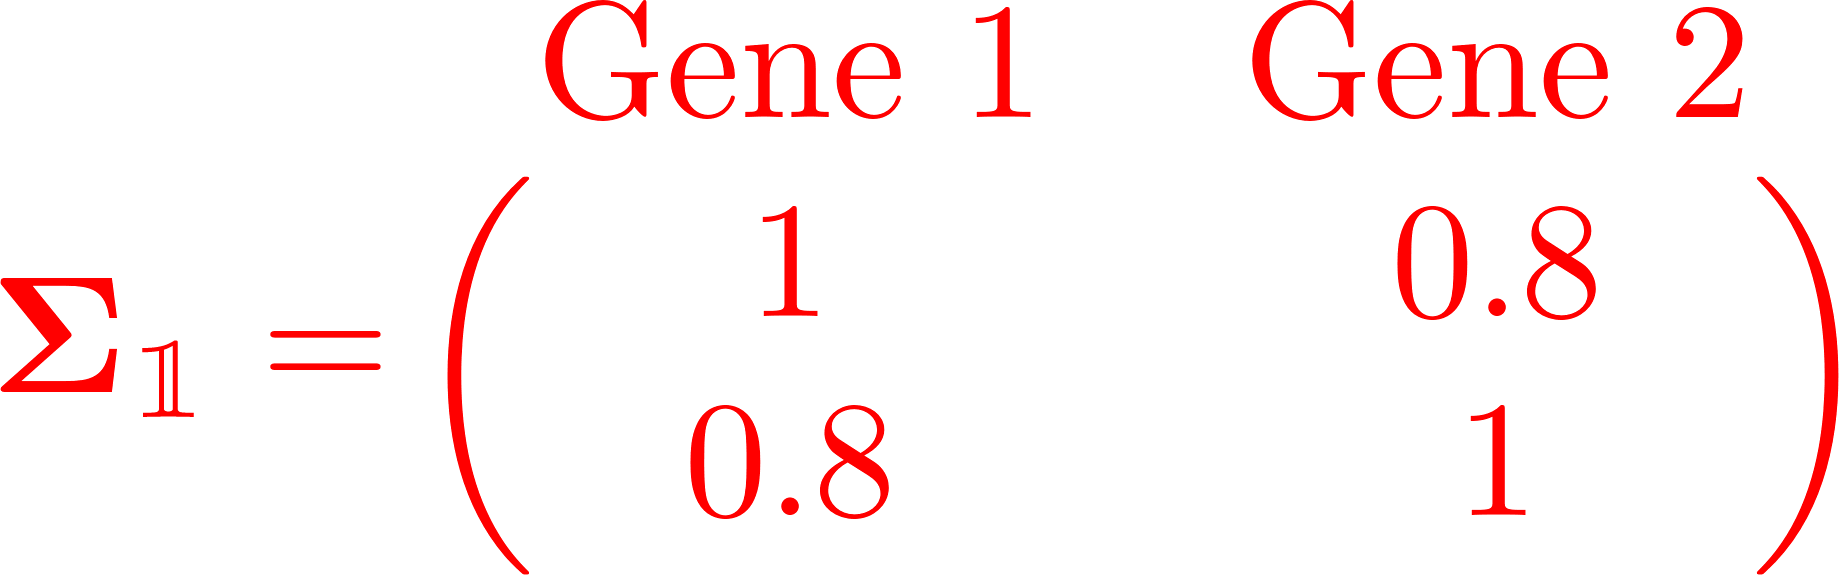 Gene 1 Gene 2
1 0.8
𝚺𝟙 = ( )
0.8 1